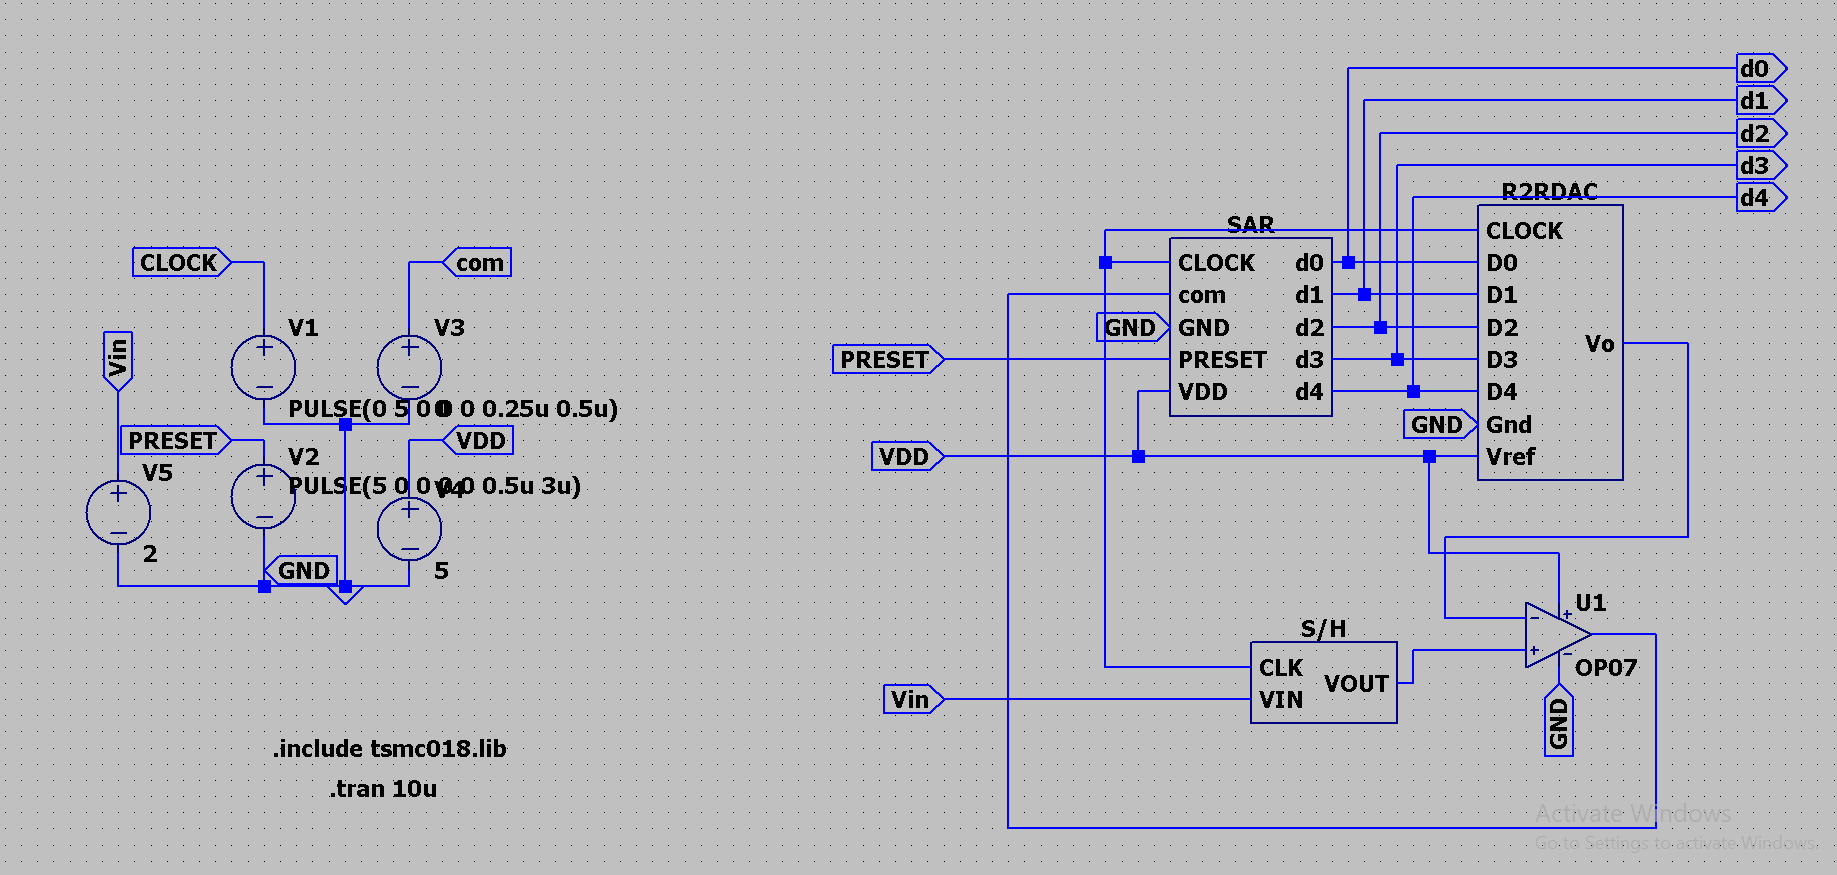 d0
d1
d2
d3
d4
R2RDAC
SAR
CLOCK
com
CLOCK
D0
D1
D2
D3
D4
Gnd
Vref
Vo
CLOCK
com
GND
PRESET
VDD
d0
d1
d2
d3
d4
GND
PRESET
GND
VDD
Vin
V1
V3
PULSE(0 5 0 0 0 0.25u 0.5u)
PRESET
VDD
V2
V5
PULSE(5 0 0 0 0 0.5u 3u)
V4
2
GND
5
U1
-
+
+
-
OP07
S/H
CLK
VIN
VOUT
Vin
GND
.include tsmc018.lib
.tran 10u
Activate Windows
Go to Settings to activate Windows.